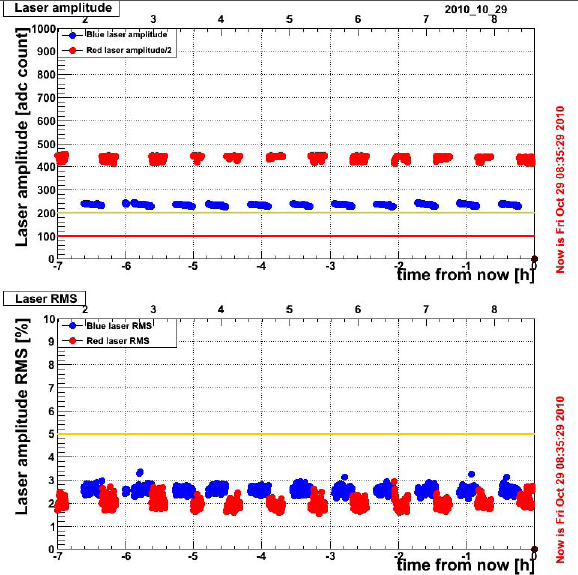 Laser amplitude
2010_10_29
2 3 4 5 6 7 8
Blue laser amplitude
Red laser amplitude/2
Laser amplitude [adc count]
1000
900
800
700
600
500
400
300
200
100
0
-7 -6 -5 -4 -3 -2 -1 0
time from now [h]
Now is Fri Oct 29 08:35:29 2010
Laser RMS
2 3 4 5 6 7 8
Blue laser RMS
Red laser RMS
Laser amplitude RMS [%]
10
9
8
7
6
5
4
3
2
1
0
-7 -6 -5 -4 -3 -2 -1 0
time from now [h]
Now is Fri Oct 29 08:35:29 2010